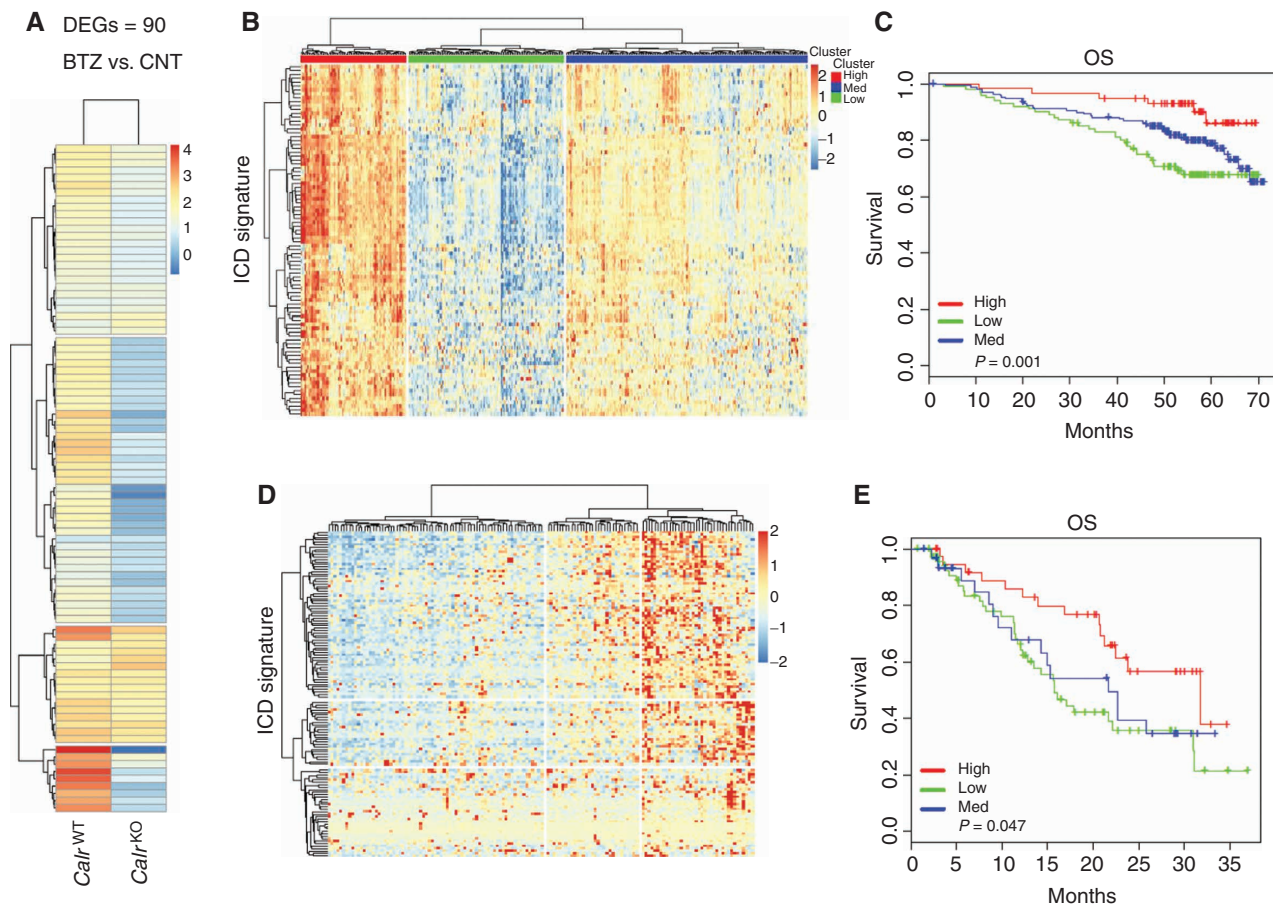 A
DEGs = 90
BTZ vs. CNT
4
3
2
1
0
Calr WT
Calr KO
B
ICD signature
Cluster
2
1
0
−1
−2
Cluster
High
Med
Low
C
OS
Survival
1.0
0.8
0.6
0.4
0.2
0.0
High
Low
Med
P = 0.001
0 10 20 30 40 50 60 70
Months
D
ICD signature
2
1
0
−1
−2
E
OS
Survival
1.0
0.8
0.6
0.4
0.2
0.0
High
Low
Med
P = 0.047
0 5 10 15 20 25 30 35
Months